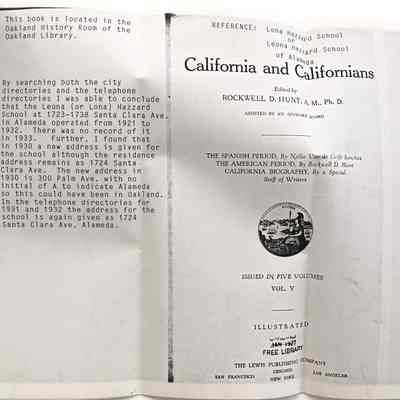 This book is located in the
Oakland History Room of the
Oakland Library.
By searching both the city
directories and the telephone
directories I was able to conclude
that the Leona (or Lona) Hazzard
School at 1723-1738 Santa Clara Ave.
in Alameda operated from 1921 to
1932. There was no record of it
in 1933. Further, I found that
in 1930 a new address is given for
the school although the residence
address remains as 1724 Santa
Clara Ave. The new address in
1930 is 300 Palm Ave. with no
initial of A to indicate Alameda
so this could have been in Oakland.
In the telephone directories for
1991 and 1932 the address for the
school is again given as 1724
Santa Clara Ave, Alameda.
REFERENCE: Lona Hazzard School
or
Leona Hazzard School
of Alameda
California and Californians
Edited by
ROCKWELL D. HUNT, A. M., Ph. D.
ASSISTED BY AN ADVISORY BOARD
THE SPANISH PERIOD, By Nellie Van de Grift Sanchez
THE AMERICAN PERIOD, By Rockwell D. Hunt
CALIFORNIA BIOGRAPHY, By a Special
Staff of Writers
ISSUED IN FIVE VOLUMES
VOL. V
ILLUSTRATED
JAN 1927
FREE LIBRARY
THE LEWIS PUBLISHING COMPANY
CHICAGO
SAN FRANCISCO NEW YORK LOS ANGELES